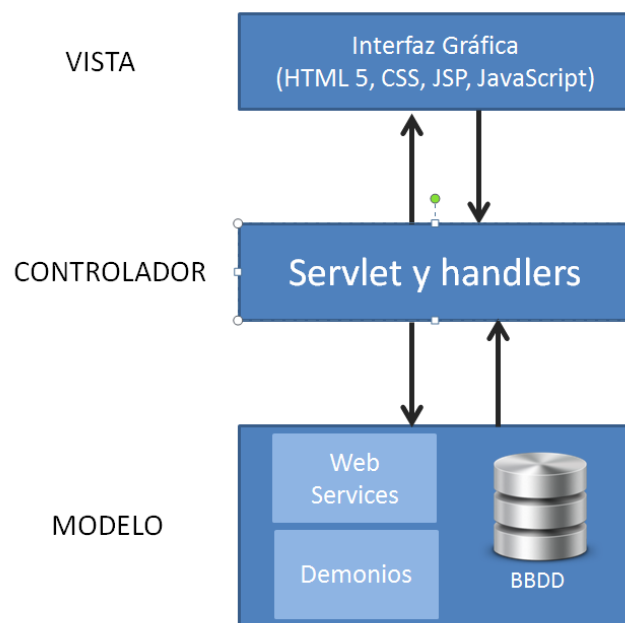 VISTA
Interfaz Gráfica
(HTML 5, CSS, JSP, JavaScript)
CONTROLADOR
Servlet y handlers
MODELO
Web
Services
Demonios
BBDD